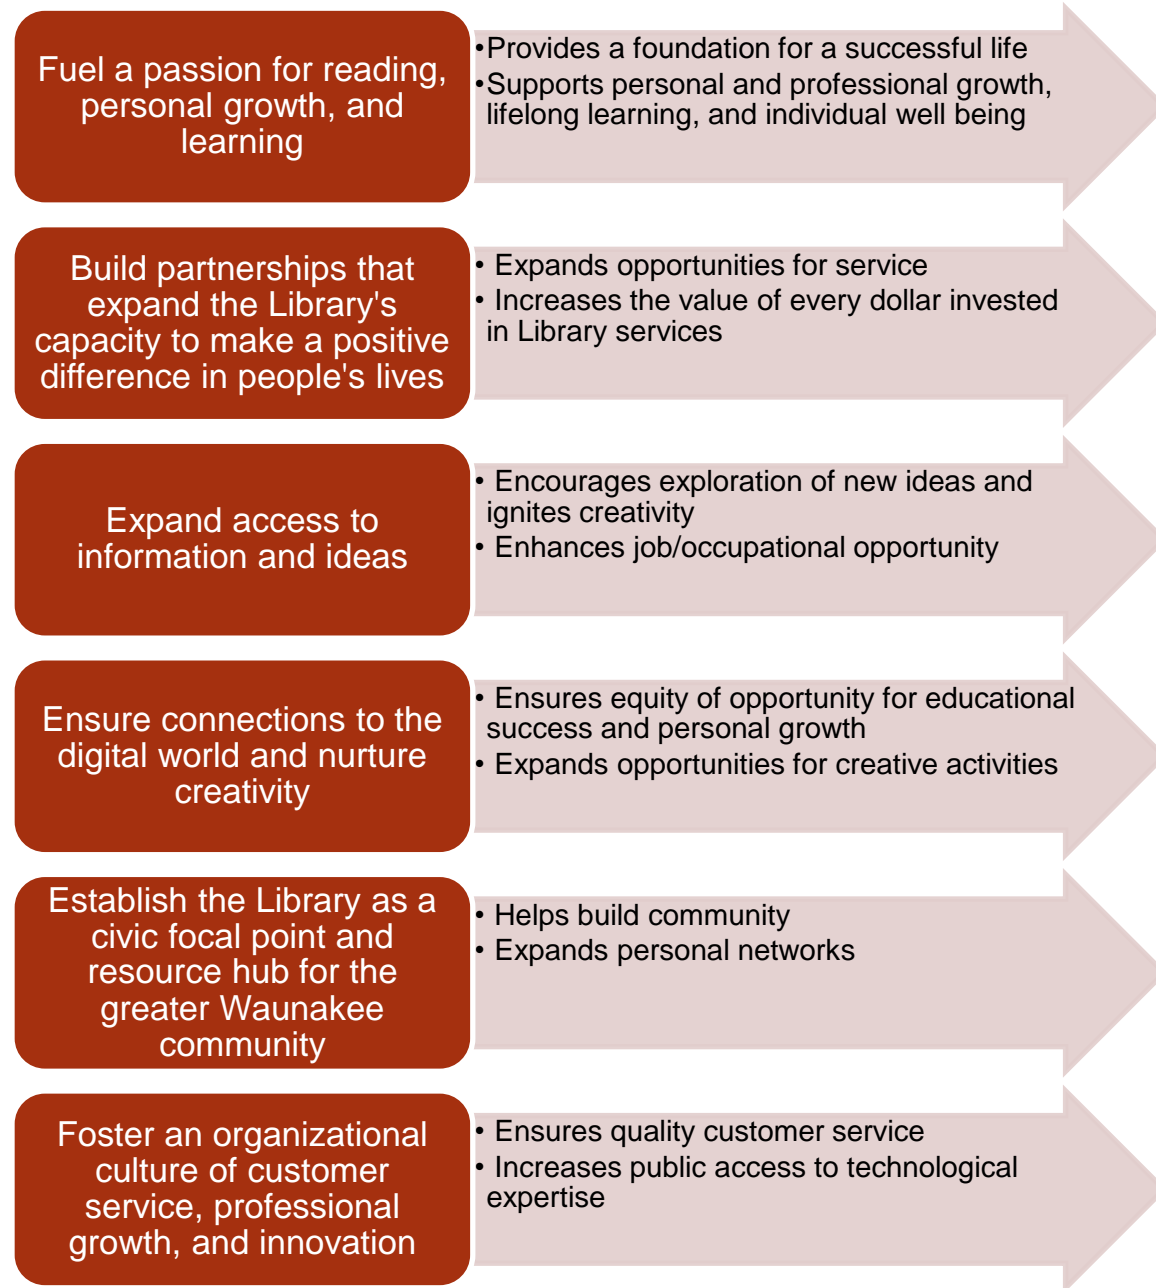 Fuel a passion for reading,
personal growth, and
learning
•Provides a foundation for a successful life
•Supports personal and professional growth,
lifelong learning, and individual well being
Build partnerships that
expand the Library's
capacity to make a positive
difference in people's lives
• Expands opportunities for service
• Increases the value of every dollar invested
in Library services
Expand access to
information and ideas
• Encourages exploration of new ideas and
ignites creativity
• Enhances job/occupational opportunity
Ensure connections to the
digital world and nurture
creativity
• Ensures equity of opportunity for educational
success and personal growth
• Expands opportunities for creative activities
Establish the Library as a
civic focal point and
resource hub for the
greater Waunakee
community
• Helps build community
• Expands personal networks
Foster an organizational
culture of customer
service, professional
growth, and innovation
• Ensures quality customer service
• Increases public access to technological
expertise